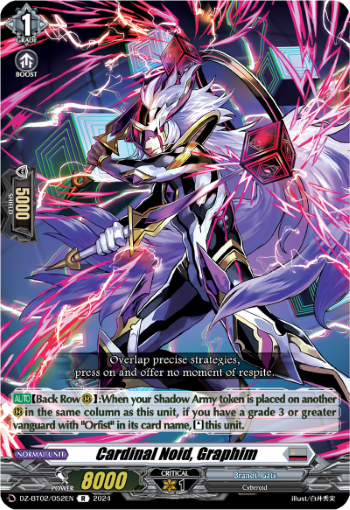 1
GRADE
BOOST
5000
SHIELD
Overlap precise strategies,
press on and offer no moment of respite.
AUTO (Back Row R):When your Shadow Army token is placed on another
R in the same column as this unit, if you have a grade 3 or greater
vanguard with "Orfist" in its card name, this unit.
NORMAL UNIT
Cardinal Noid, Graphim
POWER 8000
CRITICAL
1
Brandt Gate
Cyberoid
D DZ-BT02/052EN R 2024
illust/白井秀実